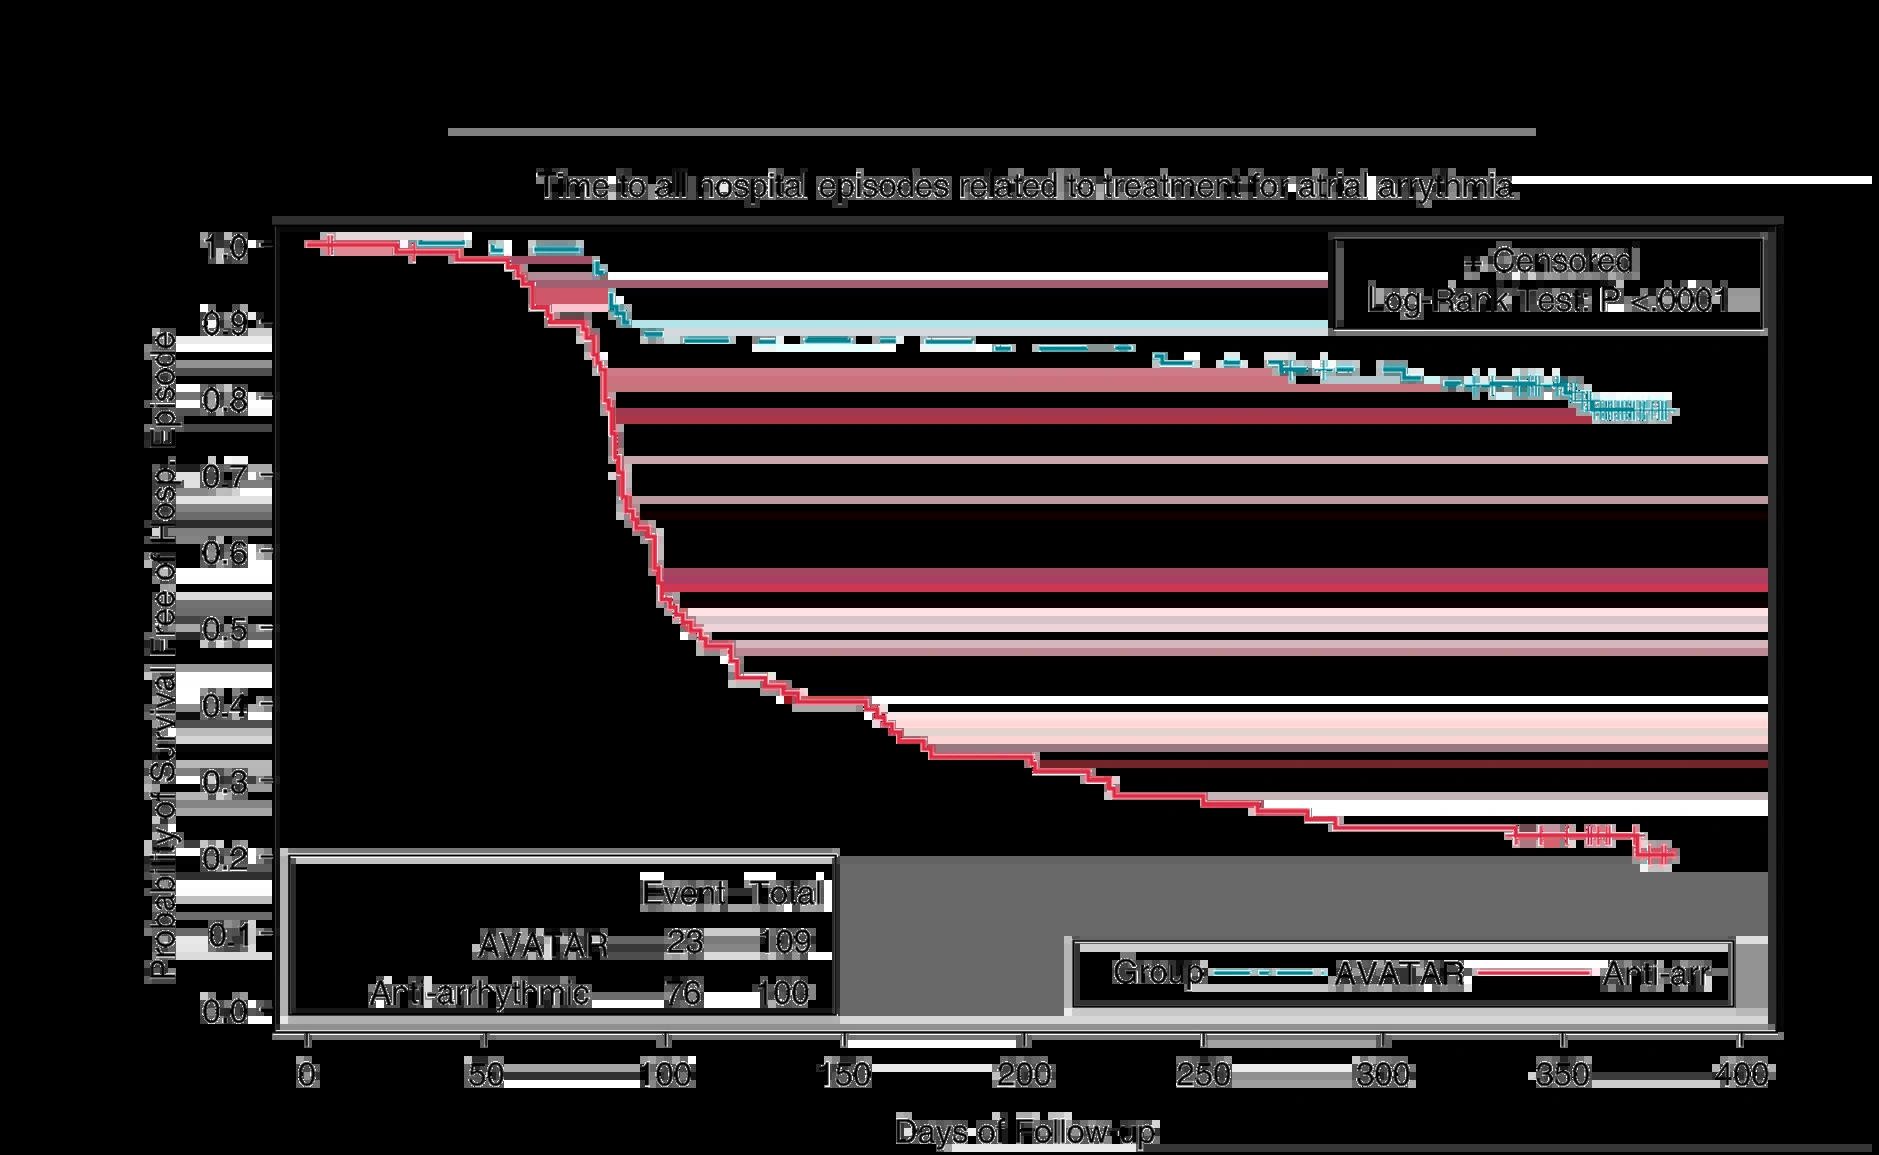 Time to all hospital episodes related to treatment for atrial arrythmia
+ Censored
Log-Rank Test: P <.0001
Probability of Survival Free of Hosp. Episode
1.0
0.9
0.8
0.7
0.6
0.5
0.4
0.3
0.2
0.1
0.0
Event Total
AVATAR 23 109
Anti-arrhythmic 76 100
Group AVATAR Anti-arr
0 50 100 150 200 250 300 350 400
Days of Follow-up